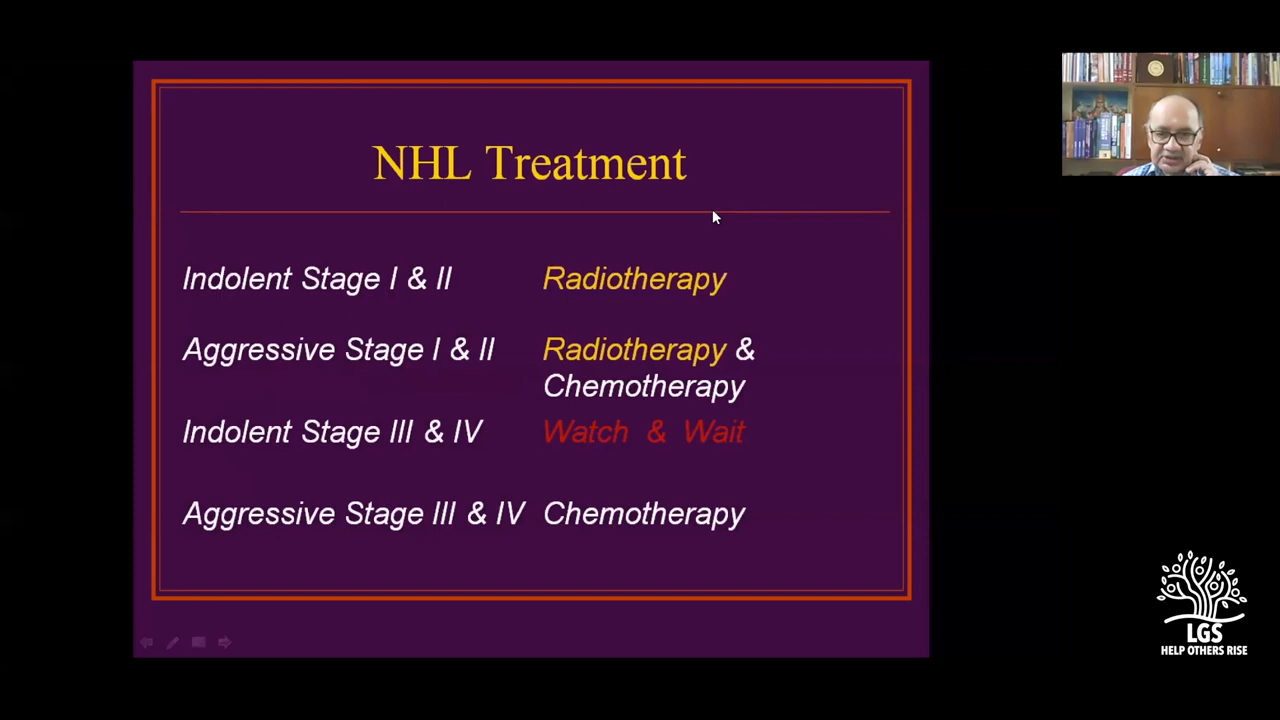 NHL Treatment
Indolent Stage I & II Radiotherapy
Aggressive Stage I & II Radiotherapy &
Chemotherapy
Indolent Stage III & IV Watch & Wait
Aggressive Stage III & IV Chemotherapy
LGS
HELP OTHERS RISE